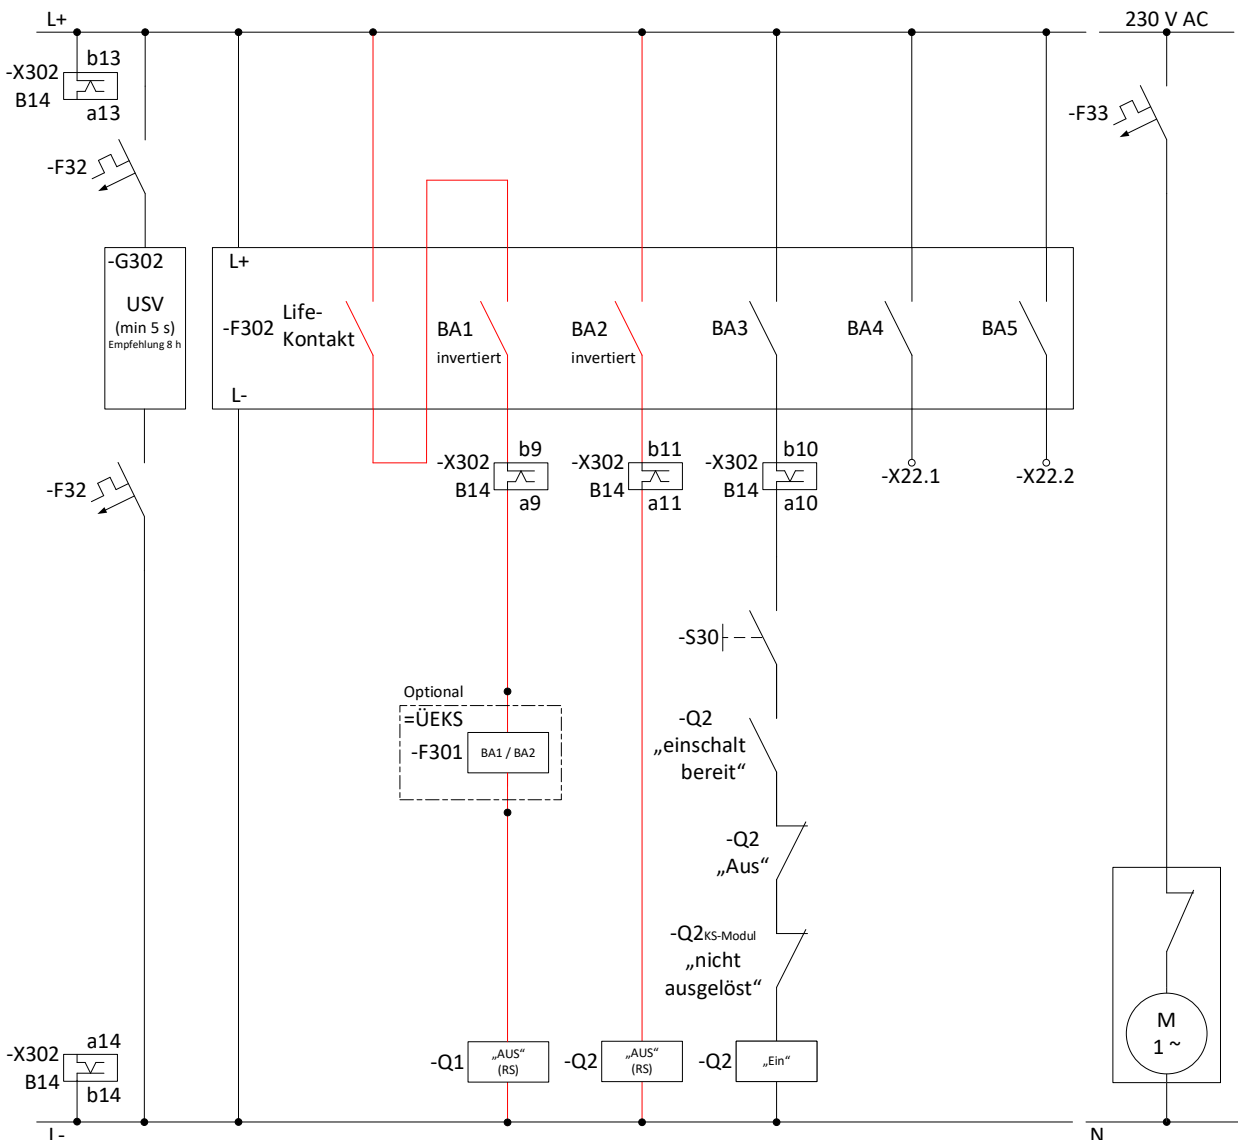 L+
230 V AC
-X302
B14
b13
a13
-F33
-F32
-G302
USV
(min 5 s)
Empfehlung 8 h
L+
-F302
Life-
Kontakt
BA1
invertiert
BA2
invertiert
BA3
BA4
BA5
L-
-F32
-X302
B14
b9
a9
-X302
B14
b11
a11
-X302
B14
b10
a10
-X22.1
-X22.2
-S30
Optional
=ÜEKS
-F301
BA1 / BA2
-Q2
„einschalt
bereit“
-Q2
„Aus“
-Q2KS-Modul
„nicht
ausgelöst“
M
1 ~
-X302
B14
a14
b14
-Q1
„AUS“
(RS)
-Q2
„AUS“
(RS)
-Q2
„Ein“
L-
N